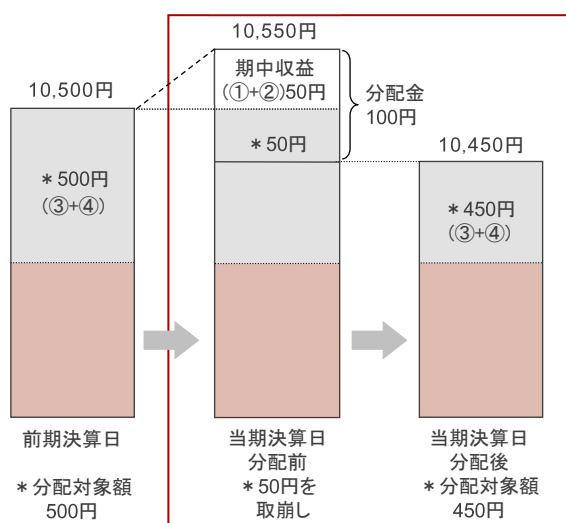 10,500円
＊500円
(③+④)
前期決算日
＊分配対象額
500円
10,550円
期中収益
(①+②)50円
＊50円
分配金
100円
当期決算日
分配前
＊50円を
取崩し
10,450円
＊450円
(③+④)
当期決算日
分配後
＊分配対象額
450円